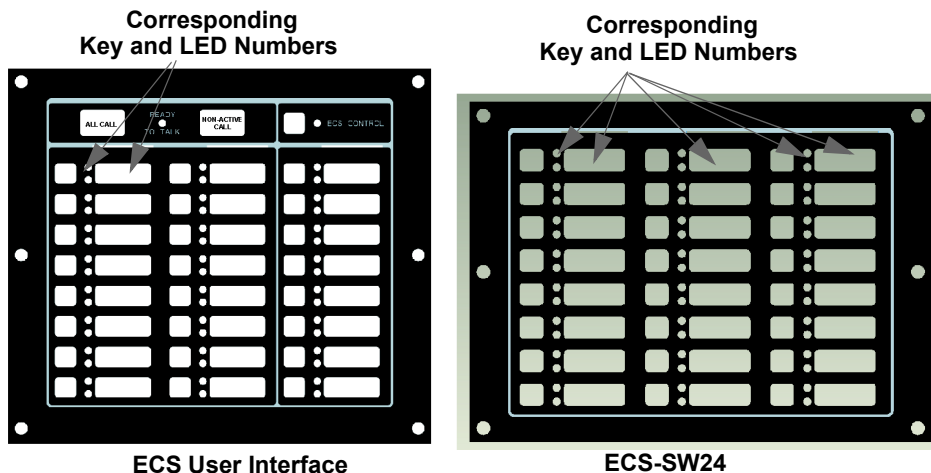 Corresponding
Key and LED Numbers
ALL CALL
READY
TO TALK
NON-ACTIVE
CALL
ECS CONTROL
ECS User Interface
Corresponding
Key and LED Numbers
ECS-SW24